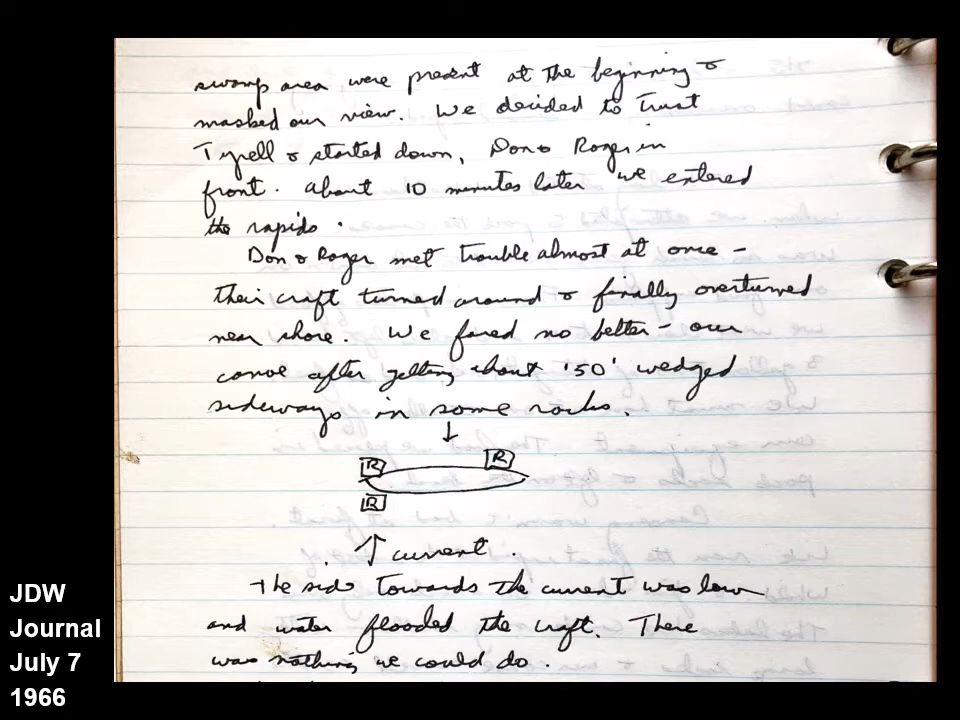 swamp area were present at the beginning &
masked our view. We decided to trust
Tyrell & started down, Don & Roger in
front. About 10 minutes later we entered
the rapids.
Don & Roger met trouble almost at once -
their craft turned around & finally overturned
near shore. We fared no better - our
canoe after getting about '50' wedged
sideways in some rocks.
R R
R
current.
The side towards the current was low
and water flooded the craft. There
was nothing we could do.
JDW
Journal
July 7
1966